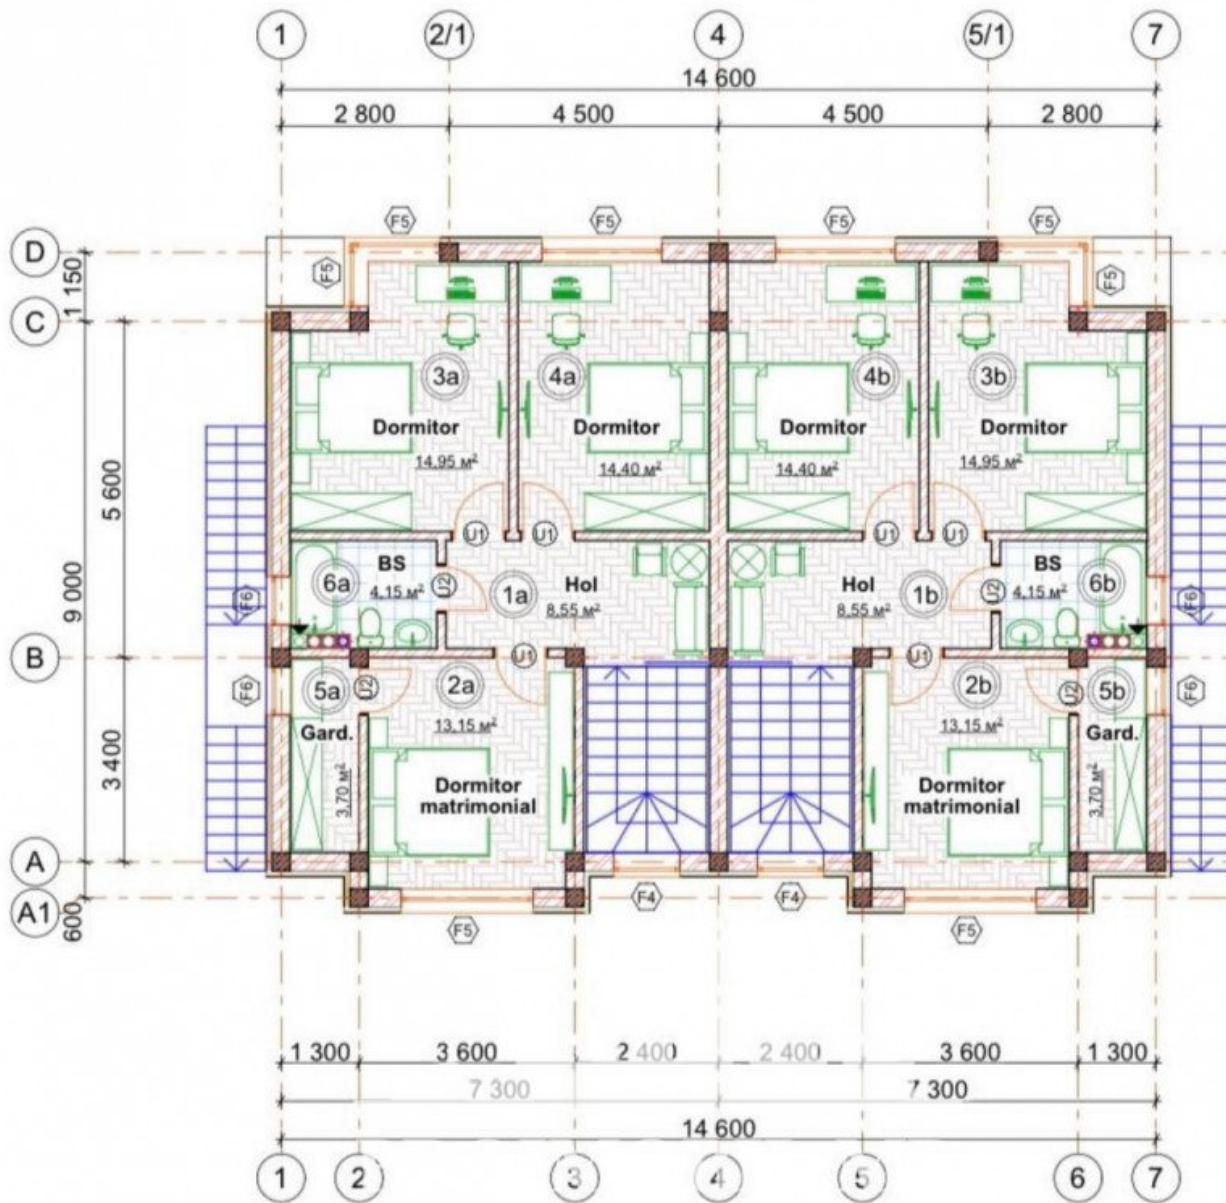 1 2/1 4 5/1 7
14 600
2 800 4 500 4 500 2 800
F5 F5 F5 F5
D
F5 F5
1 150
C
3a 4a 4b 3b
Dormitor Dormitor Dormitor Dormitor
14,95 м² 14,40 м² 14,40 м² 14,95 м²
5 600
U1 U1 U1 U1
BS BS
6a 4,15 м² U2 1a Hol Hol 1b U2 4,15 м² 6b
8,55 м² 8,55 м²
9 000
F6 F6
B
U1 U1
F6 5a U2 2a 2b U2 5b F6
Gard. 13,15 м² 13,15 м² Gard.
3 400
3,70 м² 3,70 м²
Dormitor Dormitor
matrimonial matrimonial
A
A1
F4 F4
600
F5 F5
1 300 3 600 2 400 2 400 3 600 1 300
7 300 7 300
14 600
1 2 3 4 5 6 7